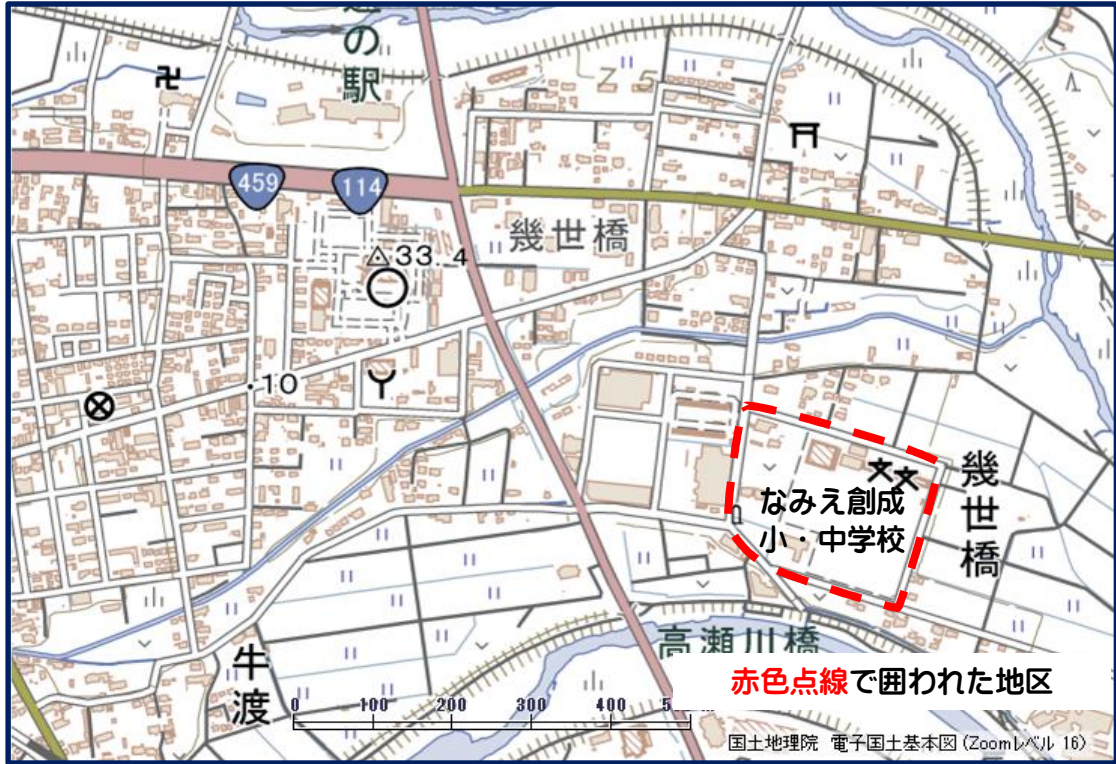 の駅
459
114
幾世橋
33.4
・10
なみえ創成
小・中学校
幾世橋
高瀬川橋
牛渡
赤色点線で囲われた地区
0 100 200 300 400
国土地理院 電子国土基本図 (Zoomレベル 16)